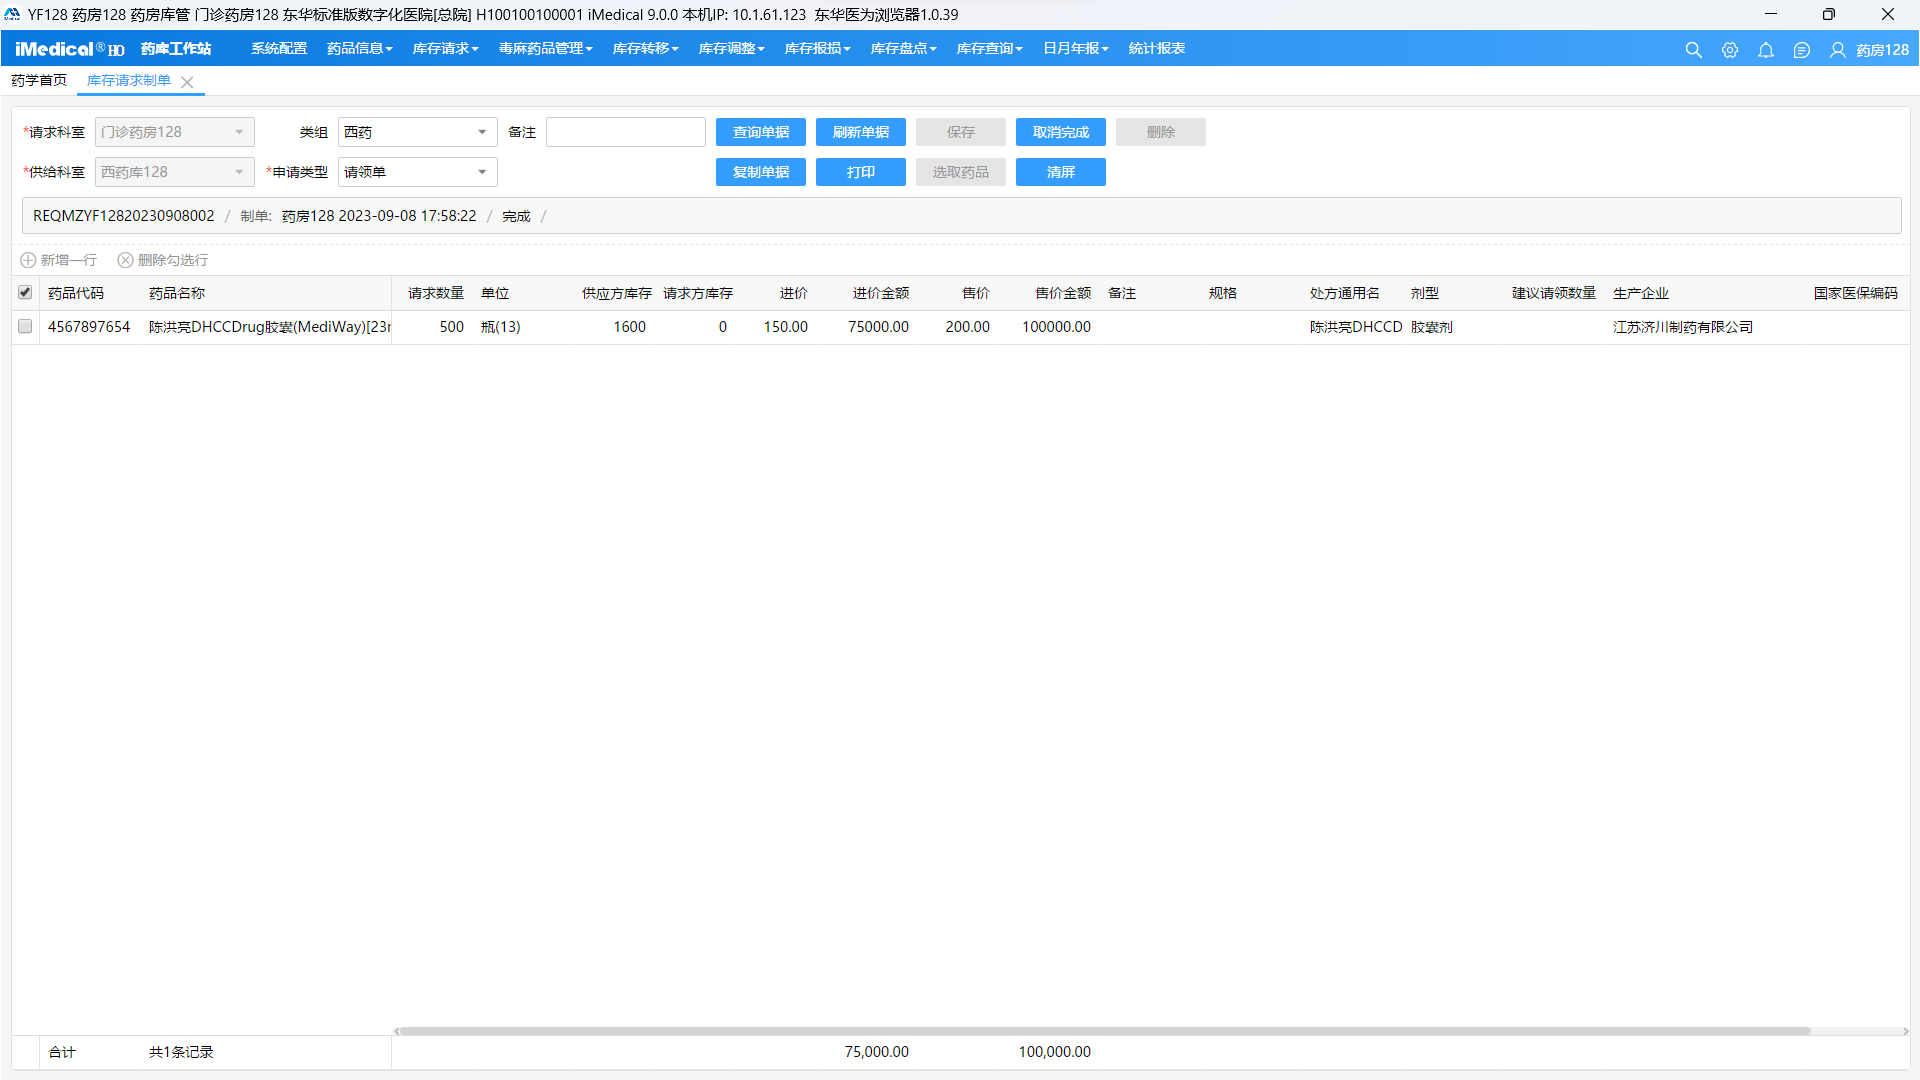 YF128 药房128 药房库管 门诊药房128 东华标准版数字化医院[总院] H100100100001 iMedical 9.0.0 本机IP: 10.1.61.123 东华医为浏览器1.0.39
iMedical®HO 药库工作站 系统配置 药品信息 库存请求 毒麻药品管理 库存转移 库存调整 库存报损 库存盘点 库存查询 日月年报 统计报表 药房128
药学首页 库存请求制单
*请求科室 门诊药房128 类组 西药 备注 查询单据 刷新单据 保存 取消完成 删除
*供给科室 西药库128 *申请类型 请领单 复制单据 打印 选取药品 清屏
REQMZYF12820230908002 / 制单: 药房128 2023-09-08 17:58:22 / 完成 /
新增一行 删除勾选行
药品代码 药品名称 请求数量 单位 供应方库存 请求方库存 进价 进价金额 售价 售价金额 备注 规格 处方通用名 剂型 建议请领数量 生产企业 国家医保编码
4567897654 陈洪亮DHCCDrug胶囊(MediWay)[23r 500 瓶(13) 1600 0 150.00 75000.00 200.00 100000.00 陈洪亮DHCCD 胶囊剂 江苏济川制药有限公司
合计 共1条记录 75,000.00 100,000.00